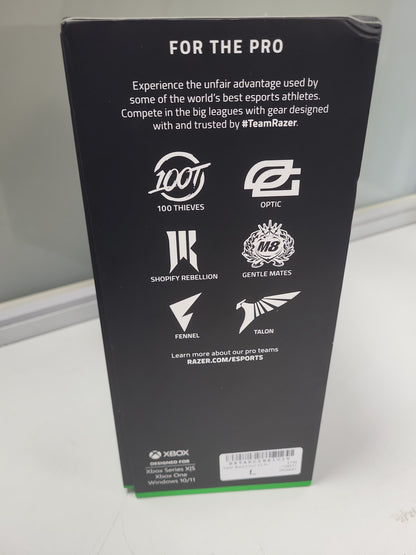 FOR THE PRO
Experience the unfair advantage used by
some of the world's best esports athletes.
Compete in the big leagues with gear designed
with and trusted by #TeamRazer.
100T
OG
100 THIEVES
OPTIC
M8
SHOPIFY REBELLION
GENTLE MATES
FENNEL
TALON
Learn more about our pro teams
RAZER.COM/ESPORTS
XBOX
DESIGNED FOR
Xbox Series X|S
Xbox One
Windows 10/11